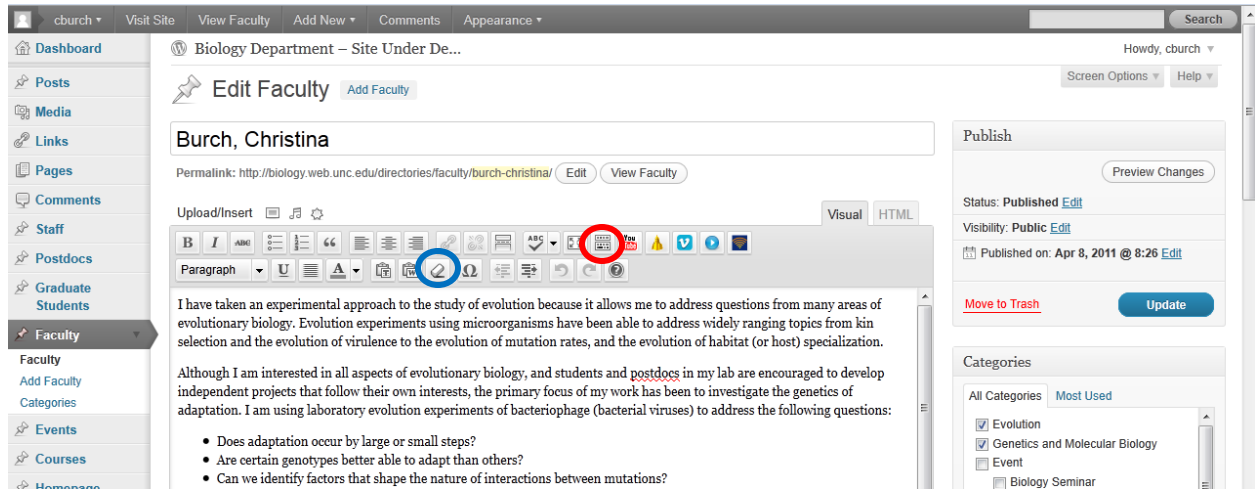 cburch Visit Site View Faculty Add New Comments Appearance Search
Dashboard
Posts
Media
Links
Pages
Comments
Staff
Postdocs
Graduate
Students
Faculty
Faculty
Add Faculty
Categories
Events
Courses
Homepage
Biology Department – Site Under De...
Howdy, cburch
Screen Options Help
Edit Faculty Add Faculty
Burch, Christina
Permalink: http://biology.web.unc.edu/directories/faculty/burch-christina/ Edit View Faculty
Upload/Insert Visual HTML
B I ABC ABC You Tube
Paragraph U A T W Ω
I have taken an experimental approach to the study of evolution because it allows me to address questions from many areas of
evolutionary biology. Evolution experiments using microorganisms have been able to address widely ranging topics from kin
selection and the evolution of virulence to the evolution of mutation rates, and the evolution of habitat (or host) specialization.
Although I am interested in all aspects of evolutionary biology, and students and postdocs in my lab are encouraged to develop
independent projects that follow their own interests, the primary focus of my work has been to investigate the genetics of
adaptation. I am using laboratory evolution experiments of bacteriophage (bacterial viruses) to address the following questions:
• Does adaptation occur by large or small steps?
• Are certain genotypes better able to adapt than others?
• Can we identify factors that shape the nature of interactions between mutations?
Publish
Preview Changes
Status: Published Edit
Visibility: Public Edit
Published on: Apr 8, 2011 @ 8:26 Edit
Move to Trash Update
Categories
All Categories Most Used
Evolution
Genetics and Molecular Biology
Event
Biology Seminar